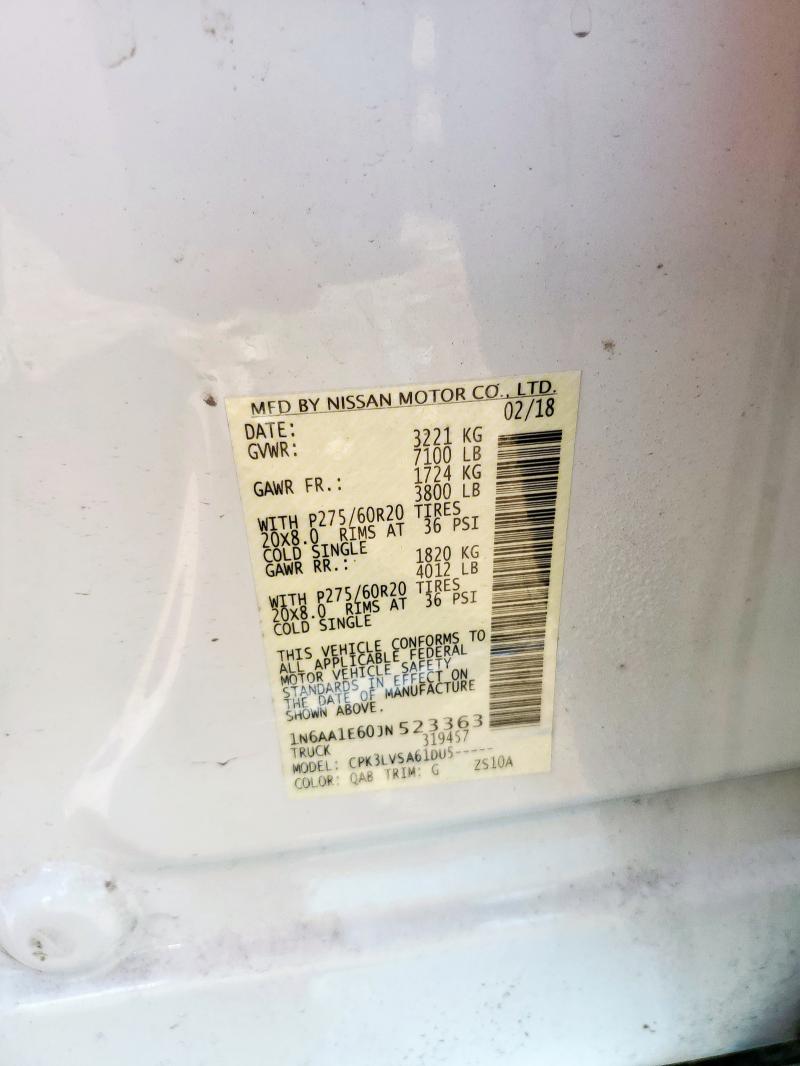 MFD BY NISSAN MOTOR CO., LTD.
DATE: 02/18
GVWR: 3221 KG
7100 LB
GAWR FR.: 1724 KG
3800 LB
WITH P275/60R20 TIRES
20X8.0 RIMS AT 36 PSI
COLD SINGLE
GAWR RR.: 1820 KG
4012 LB
WITH P275/60R20 TIRES
20X8.0 RIMS AT 36 PSI
COLD SINGLE
THIS VEHICLE CONFORMS TO
ALL APPLICABLE FEDERAL
MOTOR VEHICLE SAFETY
STANDARDS IN EFFECT ON
THE DATE OF MANUFACTURE
SHOWN ABOVE.
1N6AA1E60JN523363
TRUCK 319457
MODEL: CPK3LVSA61DU5-----
COLOR: QAB TRIM: G ZS10A